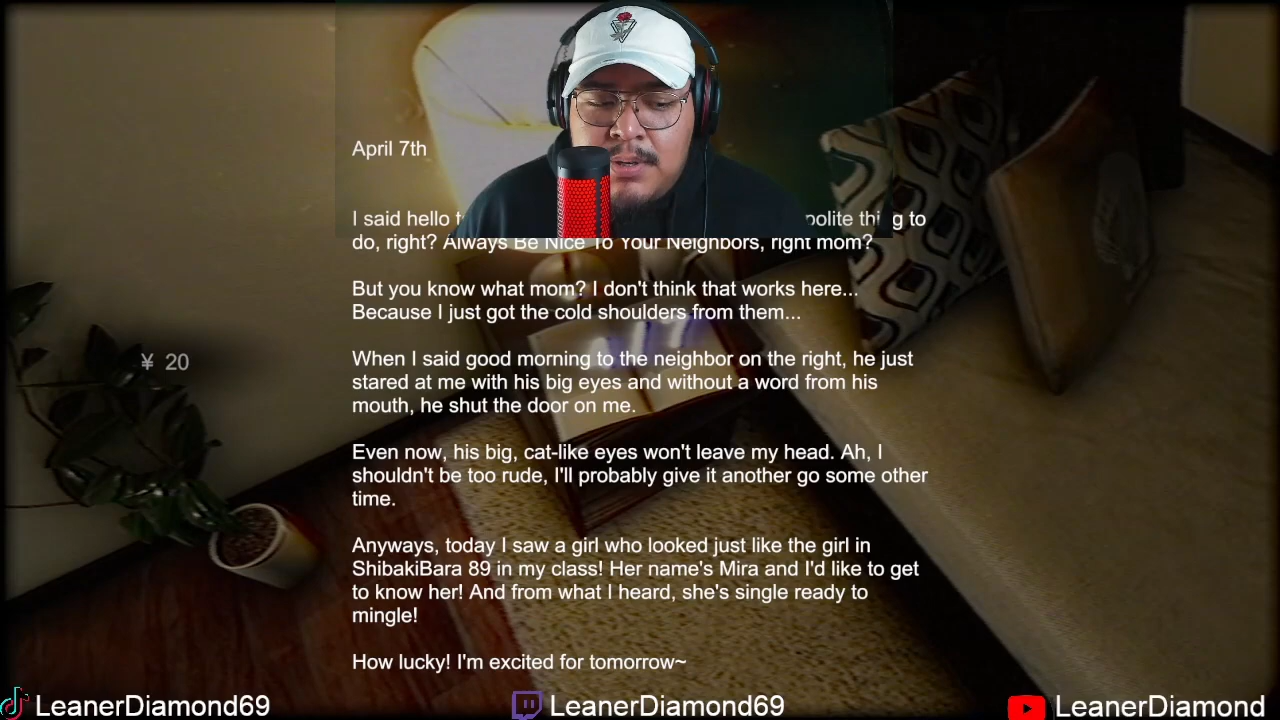 April 7th
I said hello t polite thi g to
do, right? Always Be Nice To Your Neighbors, right mom?
But you know what mom? I don't think that works here...
Because I just got the cold shoulders from them...
¥ 20
When I said good morning to the neighbor on the right, he just
stared at me with his big eyes and without a word from his
mouth, he shut the door on me.
Even now, his big, cat-like eyes won't leave my head. Ah, I
shouldn't be too rude, I'll probably give it another go some other
time.
Anyways, today I saw a girl who looked just like the girl in
ShibakiBara 89 in my class! Her name's Mira and I'd like to get
to know her! And from what I heard, she's single ready to
mingle!
How lucky! I'm excited for tomorrow~
LeanerDiamond69 LeanerDiamond69 LeanerDiamond